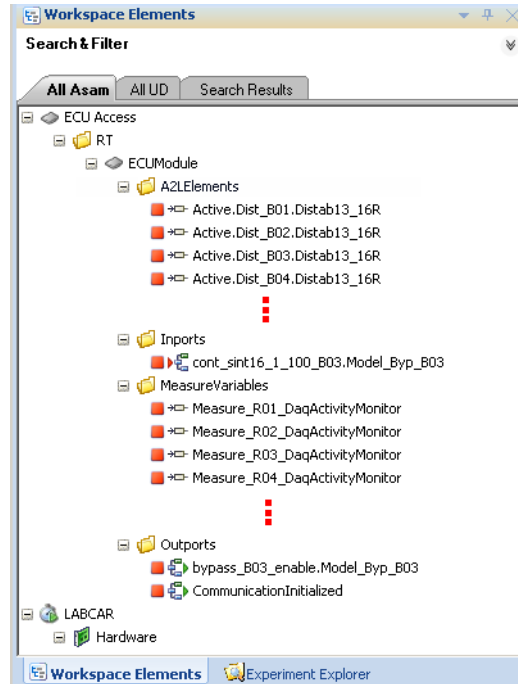 Workspace Elements
Search & Filter
All Asam All UD Search Results
ECU Access
RT
ECUModule
A2LElements
Active.Dist_B01.Distab13_16R
Active.Dist_B02.Distab13_16R
Active.Dist_B03.Distab13_16R
Active.Dist_B04.Distab13_16R
Inports
cont_sint16_1_100_B03.Model_Byp_B03
MeasureVariables
Measure_R01_DaqActivityMonitor
Measure_R02_DaqActivityMonitor
Measure_R03_DaqActivityMonitor
Measure_R04_DaqActivityMonitor
Outports
bypass_B03_enable.Model_Byp_B03
CommunicationInitialized
LABCAR
Hardware
Workspace Elements Experiment Explorer